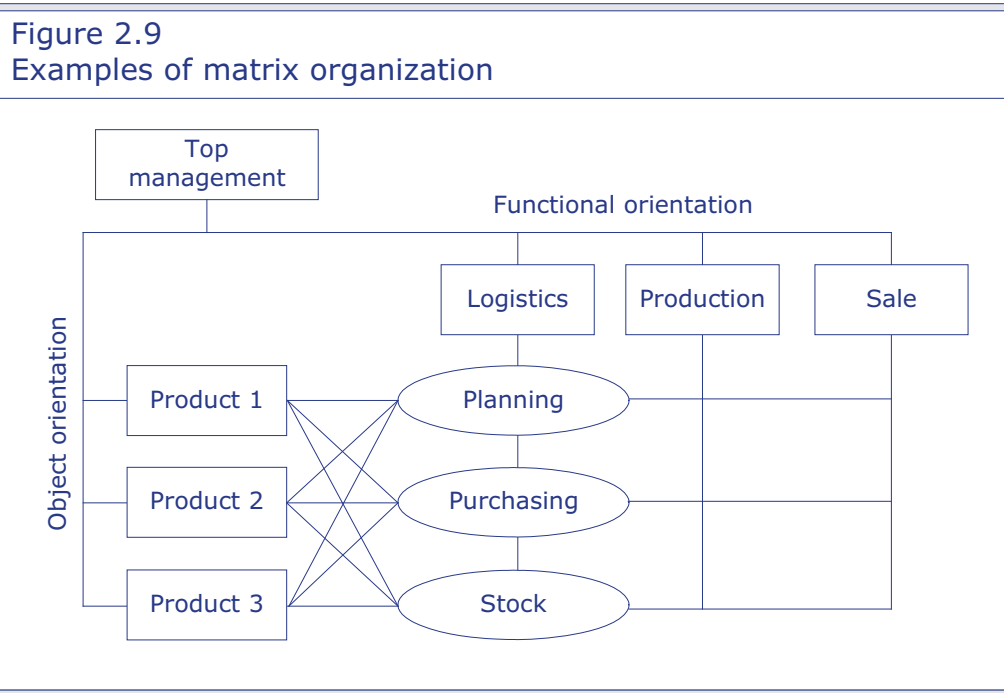 Figure 2.9
Examples of matrix organization
Top
management
Functional orientation
Logistics
Production
Sale
Object orientation
Product 1
Planning
Product 2
Purchasing
Product 3
Stock